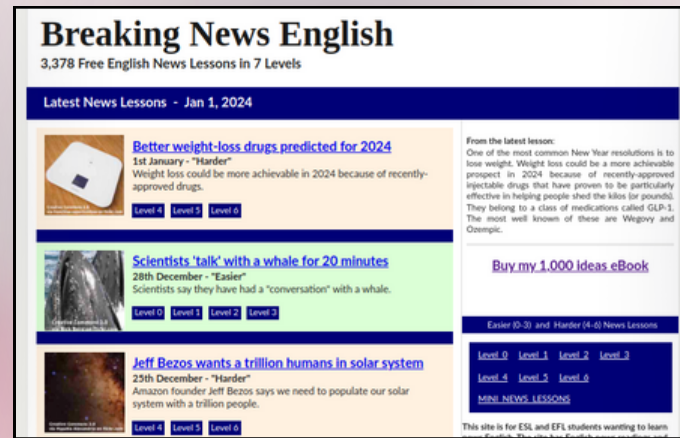 Breaking News English
3,378 Free English News Lessons in 7 Levels
Latest News Lessons - Jan 1, 2024
Better weight-loss drugs predicted for 2024
1st January - "Harder"
Weight loss could be more achievable in 2024 because of recently-
approved drugs.
Level 4 Level 5 Level 6
Scientists 'talk' with a whale for 20 minutes
28th December - "Easier"
Scientists say they have had a "conversation" with a whale.
Level 0 Level 1 Level 2 Level 3
Jeff Bezos wants a trillion humans in solar system
25th December - "Harder"
Amazon founder Jeff Bezos says we need to populate our solar
system with a trillion people.
Level 4 Level 5 Level 6
From the latest lesson:
One of the most common New Year resolutions is to
lose weight. Weight loss could be a more achievable
prospect in 2024 because of recently-approved
injectable drugs that have proven to be particularly
effective in helping people shed the kilos (or pounds).
They belong to a class of medications called GLP-1.
The most well known of these are Wegovy and
Ozempic.
Buy my 1,000 ideas eBook
Easier (0-3) and Harder (4-6) News Lessons
Level 0 Level 1 Level 2 Level 3
Level 4 Level 5 Level 6
MINI NEWS LESSONS
This site is for ESL and EFL students wanting to learn